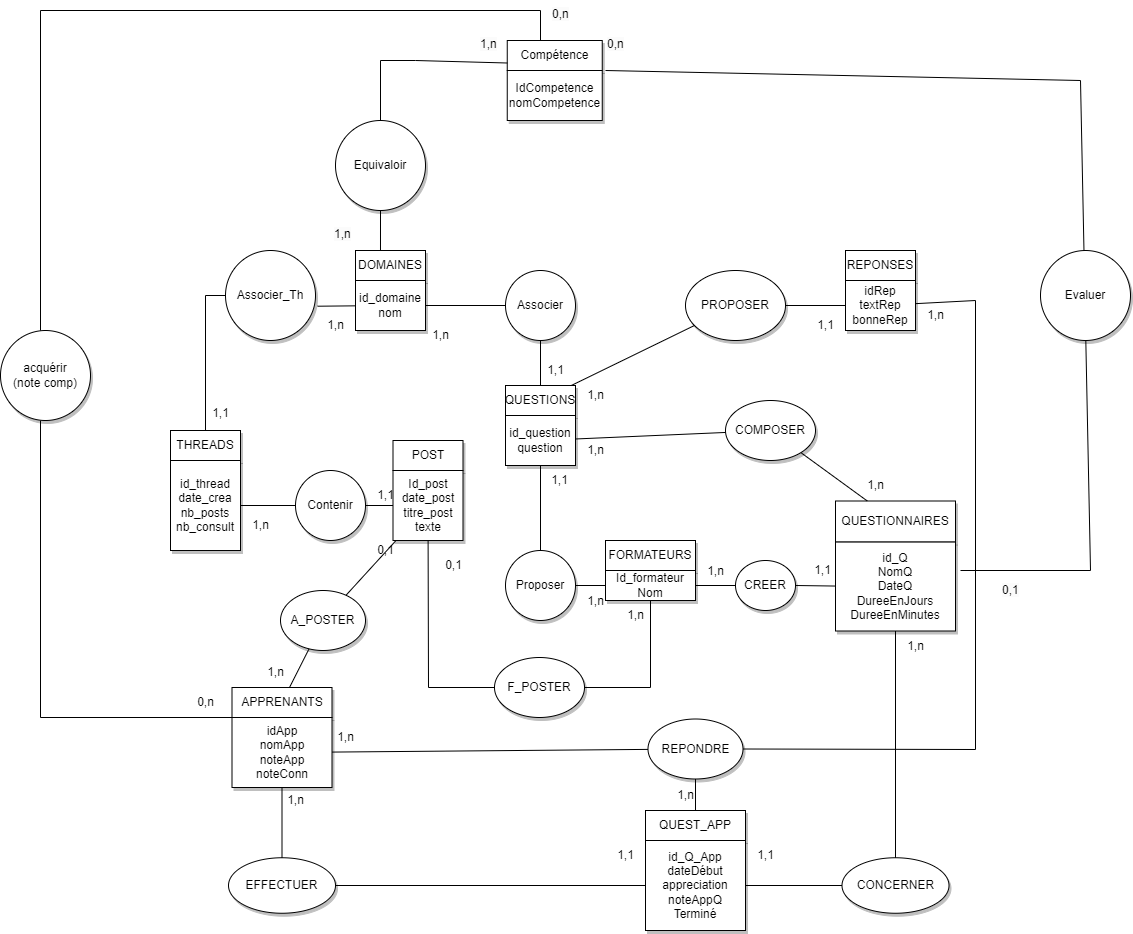 0,n
1,n
0,n
Compétence
IdCompetence
nomCompetence
Equivaloir
1,n
DOMAINES
id_domaine
nom
Associer_Th
1,n
1,n
Associer
PROPOSER
REPONSES
idRep
textRep
bonneRep
1,1
1,n
Evaluer
acquérir
(note comp)
1,1
1,1
1,n
QUESTIONS
id_question
question
COMPOSER
1,n
1,n
1,1
THREADS
id_thread
date_crea
nb_posts
nb_consult
1,n
Contenir
1,1
POST
Id_post
date_post
titre_post
texte
0,1
0,1
QUESTIONNAIRES
id_Q
NomQ
DateQ
DureeEnJours
DureeEnMinutes
FORMATEURS
Id_formateur
Nom
Proposer
1,n
1,n
CREER
1,1
0,1
1,n
1,n
A_POSTER
1,n
F_POSTER
0,n
APPRENANTS
idApp
nomApp
noteApp
noteConn
1,n
REPONDRE
1,n
1,n
QUEST_APP
id_Q_App
dateDébut
appreciation
noteAppQ
Terminé
1,1
1,1
EFFECTUER
CONCERNER